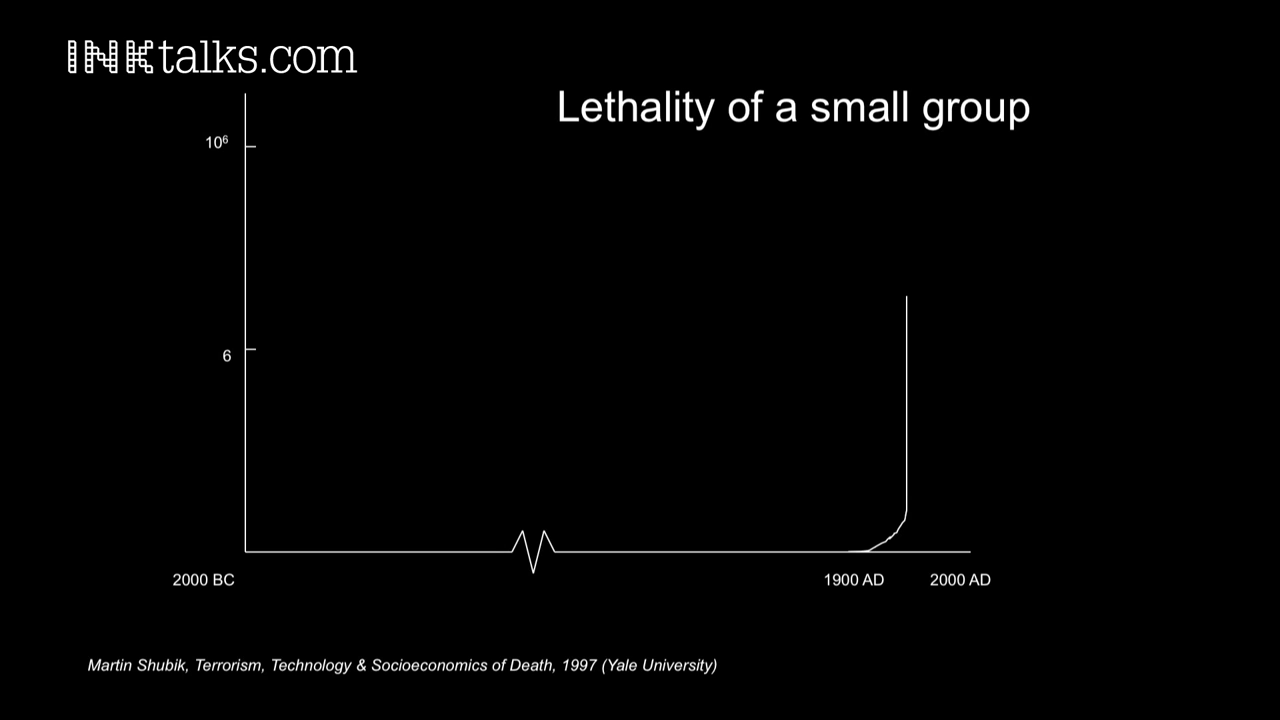 INKtalks.com
Lethality of a small group
10⁶
6
2000 BC
1900 AD
2000 AD
Martin Shubik, Terrorism, Technology & Socioeconomics of Death, 1997 (Yale University)